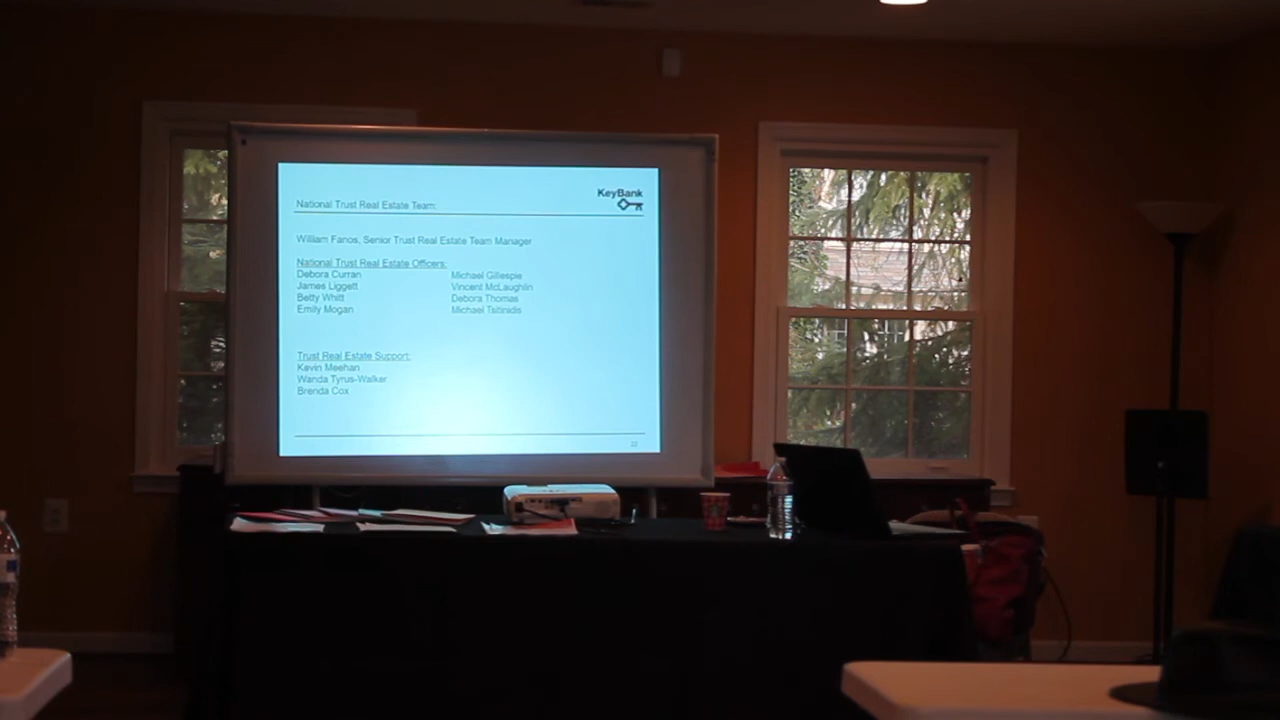 KeyBank
National Trust Real Estate Team:
William Fanos, Senior Trust Real Estate Team Manager
National Trust Real Estate Officers:
Debora Curran Michael Gillespie
James Liggett Vincent McLaughlin
Betty Whitt Debora Thomas
Emily Mogan Michael Tsitinidis
Trust Real Estate Support:
Kevin Meehan
Wanda Tyrus-Walker
Brenda Cox